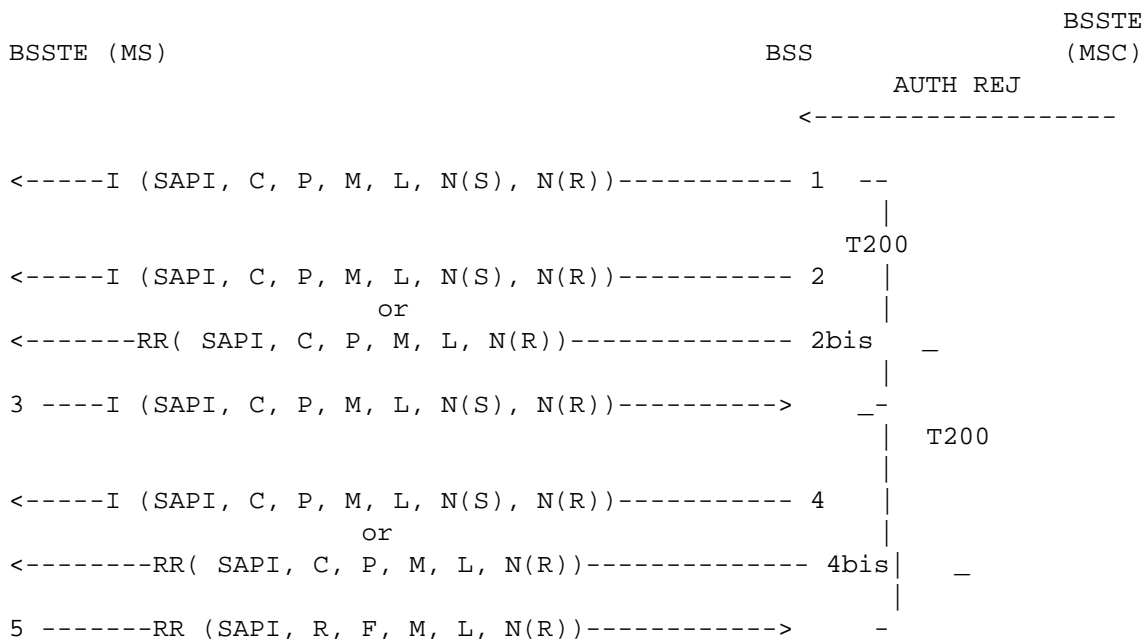 BSSTE
BSSTE (MS) BSS (MSC)
AUTH REJ
<-------------------
<-----I (SAPI, C, P, M, L, N(S), N(R))----------- 1 --
|
T200
<-----I (SAPI, C, P, M, L, N(S), N(R))----------- 2 |
or |
<-------RR( SAPI, C, P, M, L, N(R))-------------- 2bis _
|
3 ----I (SAPI, C, P, M, L, N(S), N(R))----------> _-
| T200
|
<-----I (SAPI, C, P, M, L, N(S), N(R))----------- 4 |
or |
<--------RR( SAPI, C, P, M, L, N(R))-------------- 4bis| _
|
5 -------RR (SAPI, R, F, M, L, N(R))------------> -